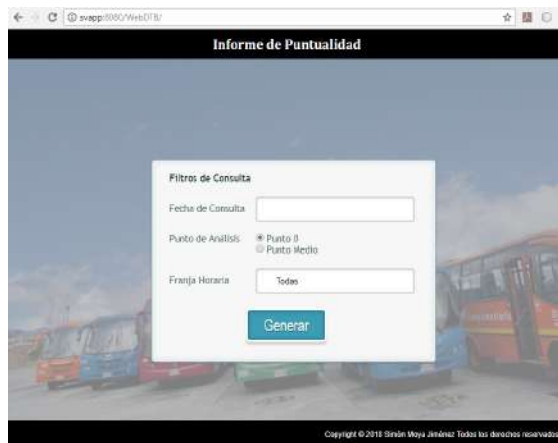 svapp:8080/WebDTB/
Informe de Puntualidad
Filtros de Consulta
Fecha de Consulta
Punto de Análisis
Punto 0
Punto Medio
Franja Horaria
Todas
Generar
Copyright © 2018 Simón Moya Jiménez Todos los derechos reservados